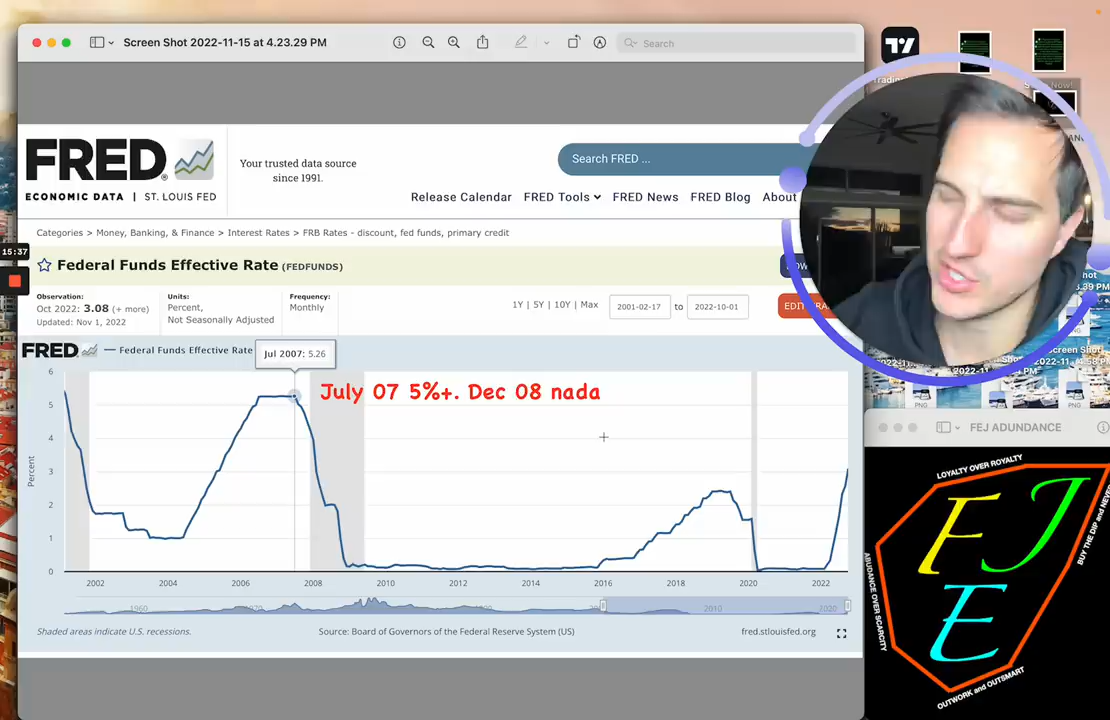 Screen Shot 2022-11-15 at 4.23.29 PM
Search
FRED
ECONOMIC DATA | ST. LOUIS FED
Your trusted data source
since 1991.
Search FRED ...
Release Calendar FRED Tools FRED News FRED Blog About
Categories > Money, Banking, & Finance > Interest Rates > FRB Rates - discount, fed funds, primary credit
15:37
Federal Funds Effective Rate (FEDFUNDS)
Observation:
Oct 2022: 3.08 (+ more)
Updated: Nov 1, 2022
Units:
Percent,
Not Seasonally Adjusted
Frequency:
Monthly
1Y | 5Y | 10Y | Max
2001-02-17 to 2022-10-01
FRED — Federal Funds Effective Rate
Jul 2007: 5.26
July 07 5%+. Dec 08 nada
Percent
6
5
4
3
2
1
0
2002 2004 2006 2008 2010 2012 2014 2016 2018 2020 2022
1960 2010 2020
Shaded areas indicate U.S. recessions.
Source: Board of Governors of the Federal Reserve System (US)
fred.stlouisfed.org
PNG
PNG
PNG
FEJ ADUNDANCE
LOYALTY OVER ROYALTY
ABUDANCE OVER SCARCITY
OUTWORK and OUTSMART
FJE